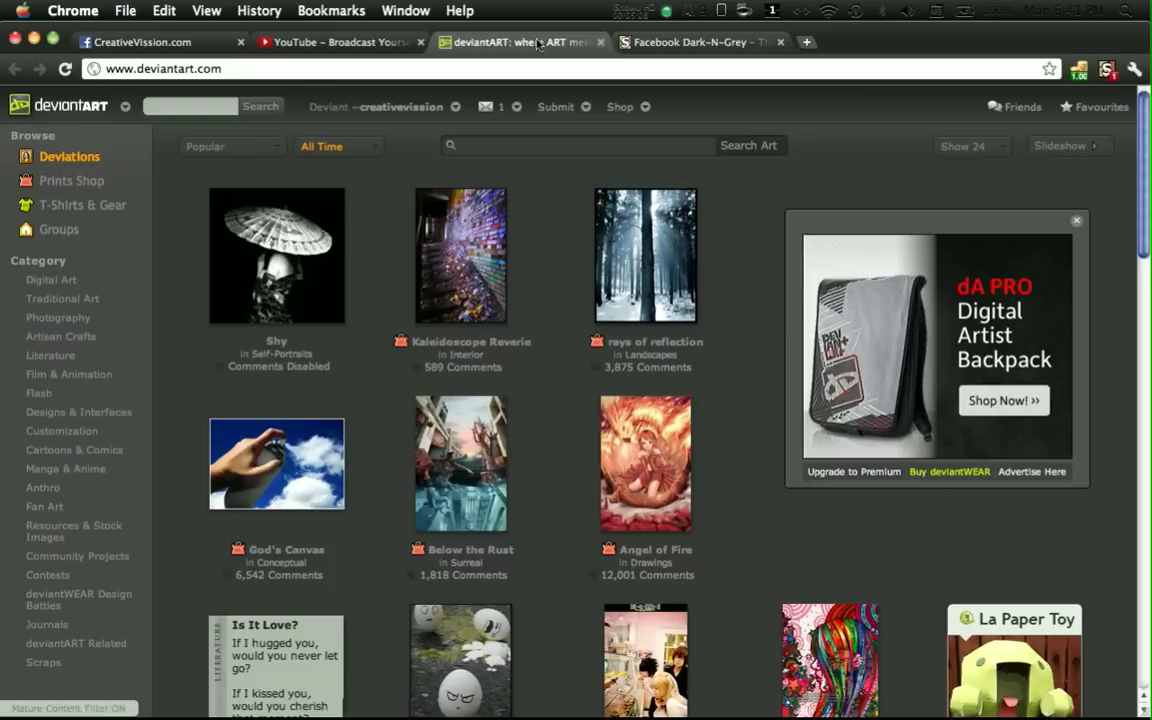 Chrome File Edit View History Bookmarks Window Help
CreativeVission.com
YouTube – Broadcast Yourse
deviantART: where ART mee
Facebook Dark-N-Grey – Th
www.deviantart.com
deviantART
Search
Deviant ~creativevission
1
Submit
Shop
Friends
Favourites
Browse
Deviations
Prints Shop
T-Shirts & Gear
Groups
Category
Digital Art
Traditional Art
Photography
Artisan Crafts
Literature
Film & Animation
Flash
Designs & Interfaces
Customization
Cartoons & Comics
Manga & Anime
Anthro
Fan Art
Resources & Stock
Images
Community Projects
Contests
deviantWEAR Design
Battles
Journals
deviantART Related
Scraps
Mature Content Filter ON
Popular
All Time
Search Art
Show 24
Slideshow
Shy
in Self-Portraits
Comments Disabled
Kaleidoscope Reverie
in Interior
589 Comments
rays of reflection
in Landscapes
3,875 Comments
God's Canvas
in Conceptual
6,542 Comments
Below the Rust
in Surreal
1,818 Comments
Angel of Fire
in Drawings
12,001 Comments
dA PRO
Digital
Artist
Backpack
Shop Now! >>
Upgrade to Premium Buy deviantWEAR Advertise Here
LITERATURE
Is It Love?
If I hugged you,
would you never let
go?
If I kissed you,
would you cherish
that moment?
La Paper Toy